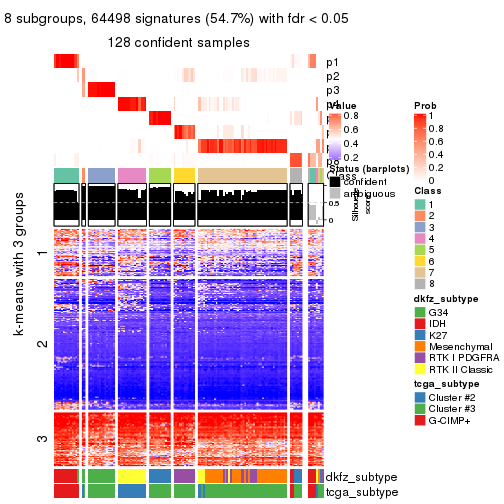 8 subgroups, 64498 signatures (54.7%) with fdr < 0.05
128 confident samples
p1
p2
p3
Value
0.8
0.6
0.4
0.2
Prob
1
0.8
0.6
0.4
0.2
0
Status (barplots)
confident
ambiguous
Class
0.5
0
Silhouette
score
Class
1
2
3
4
5
6
7
8
k-means with 3 groups
1
2
3
dkfz_subtype
G34
IDH
K27
Mesenchymal
RTK I PDGFRA
RTK II Classic
tcga_subtype
Cluster #2
Cluster #3
G-CIMP+
dkfz_subtype
tcga_subtype